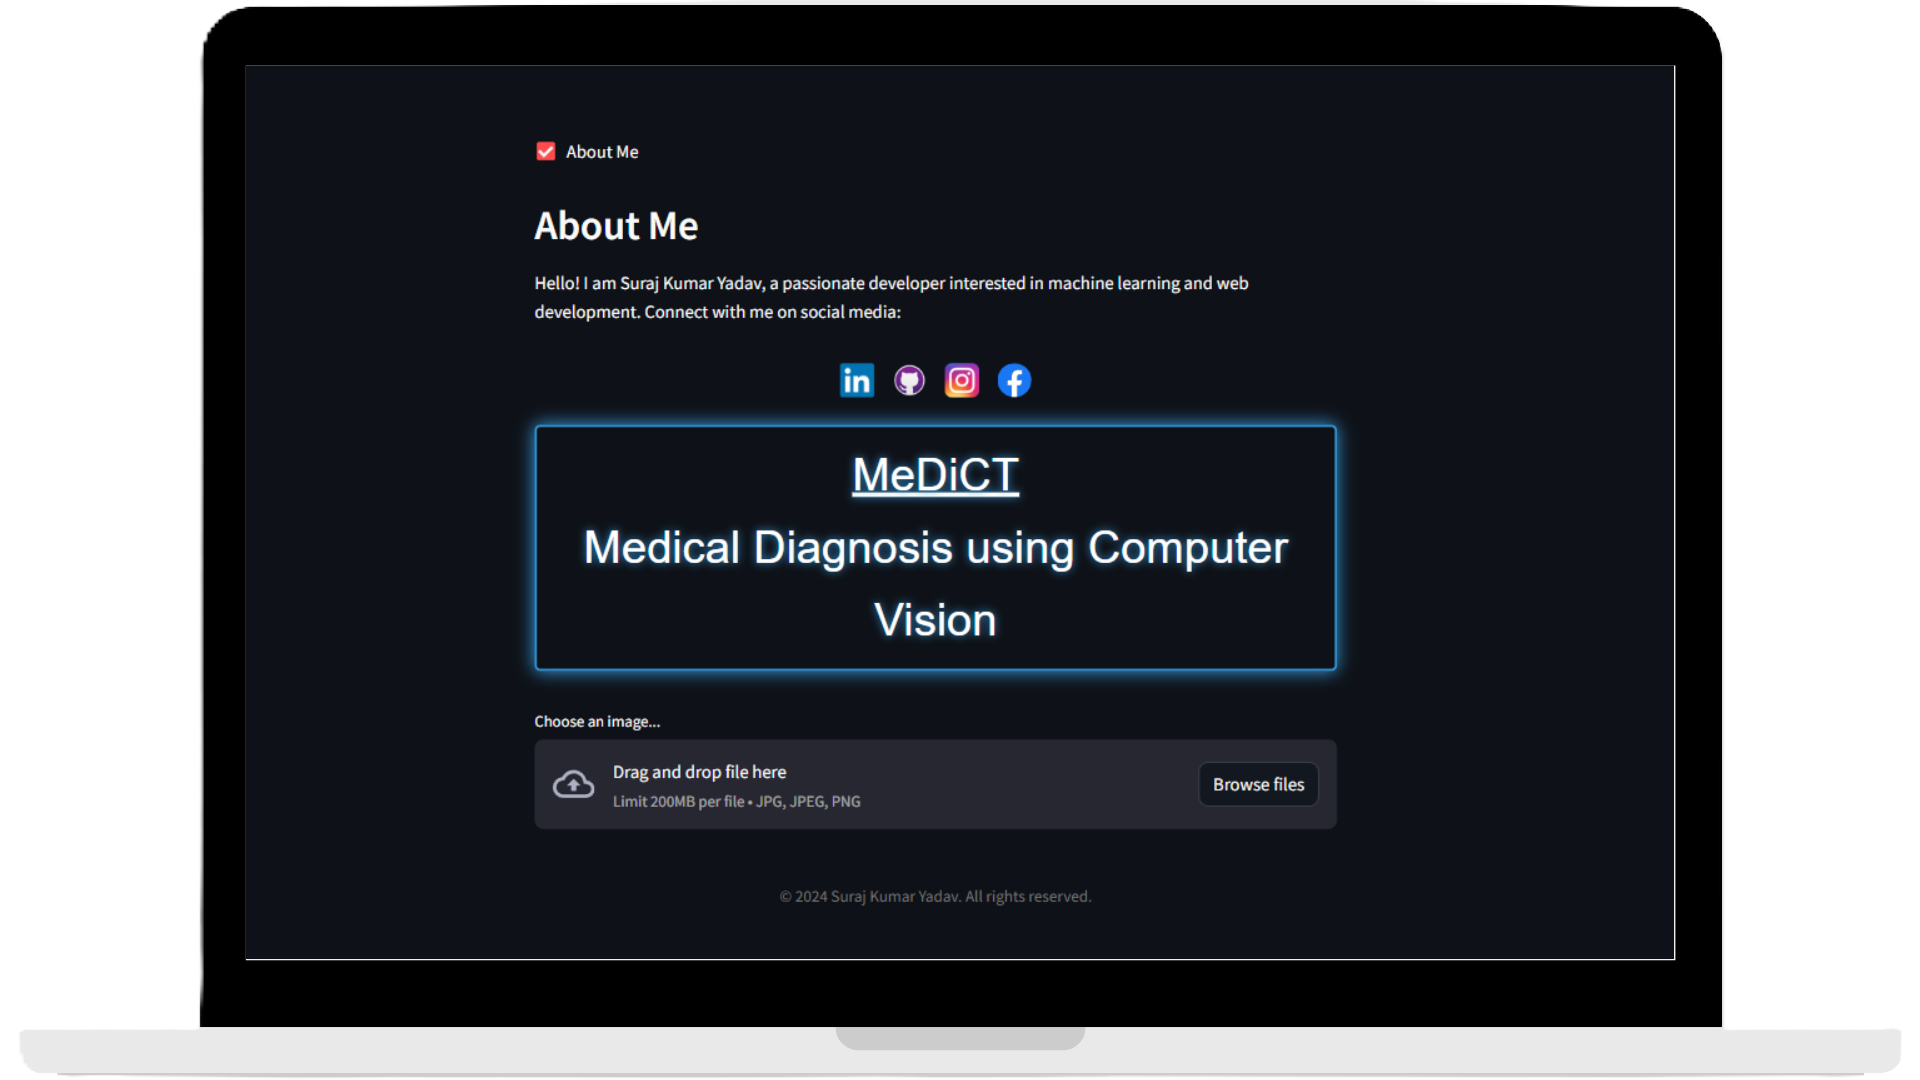 About Me
About Me
Hello! I am Suraj Kumar Yadav, a passionate developer interested in machine learning and web
development. Connect with me on social media:
in
MeDiCT
Medical Diagnosis using Computer
Vision
Choose an image...
Drag and drop file here
Limit 200MB per file • JPG, JPEG, PNG
Browse files
© 2024 Suraj Kumar Yadav. All rights reserved.